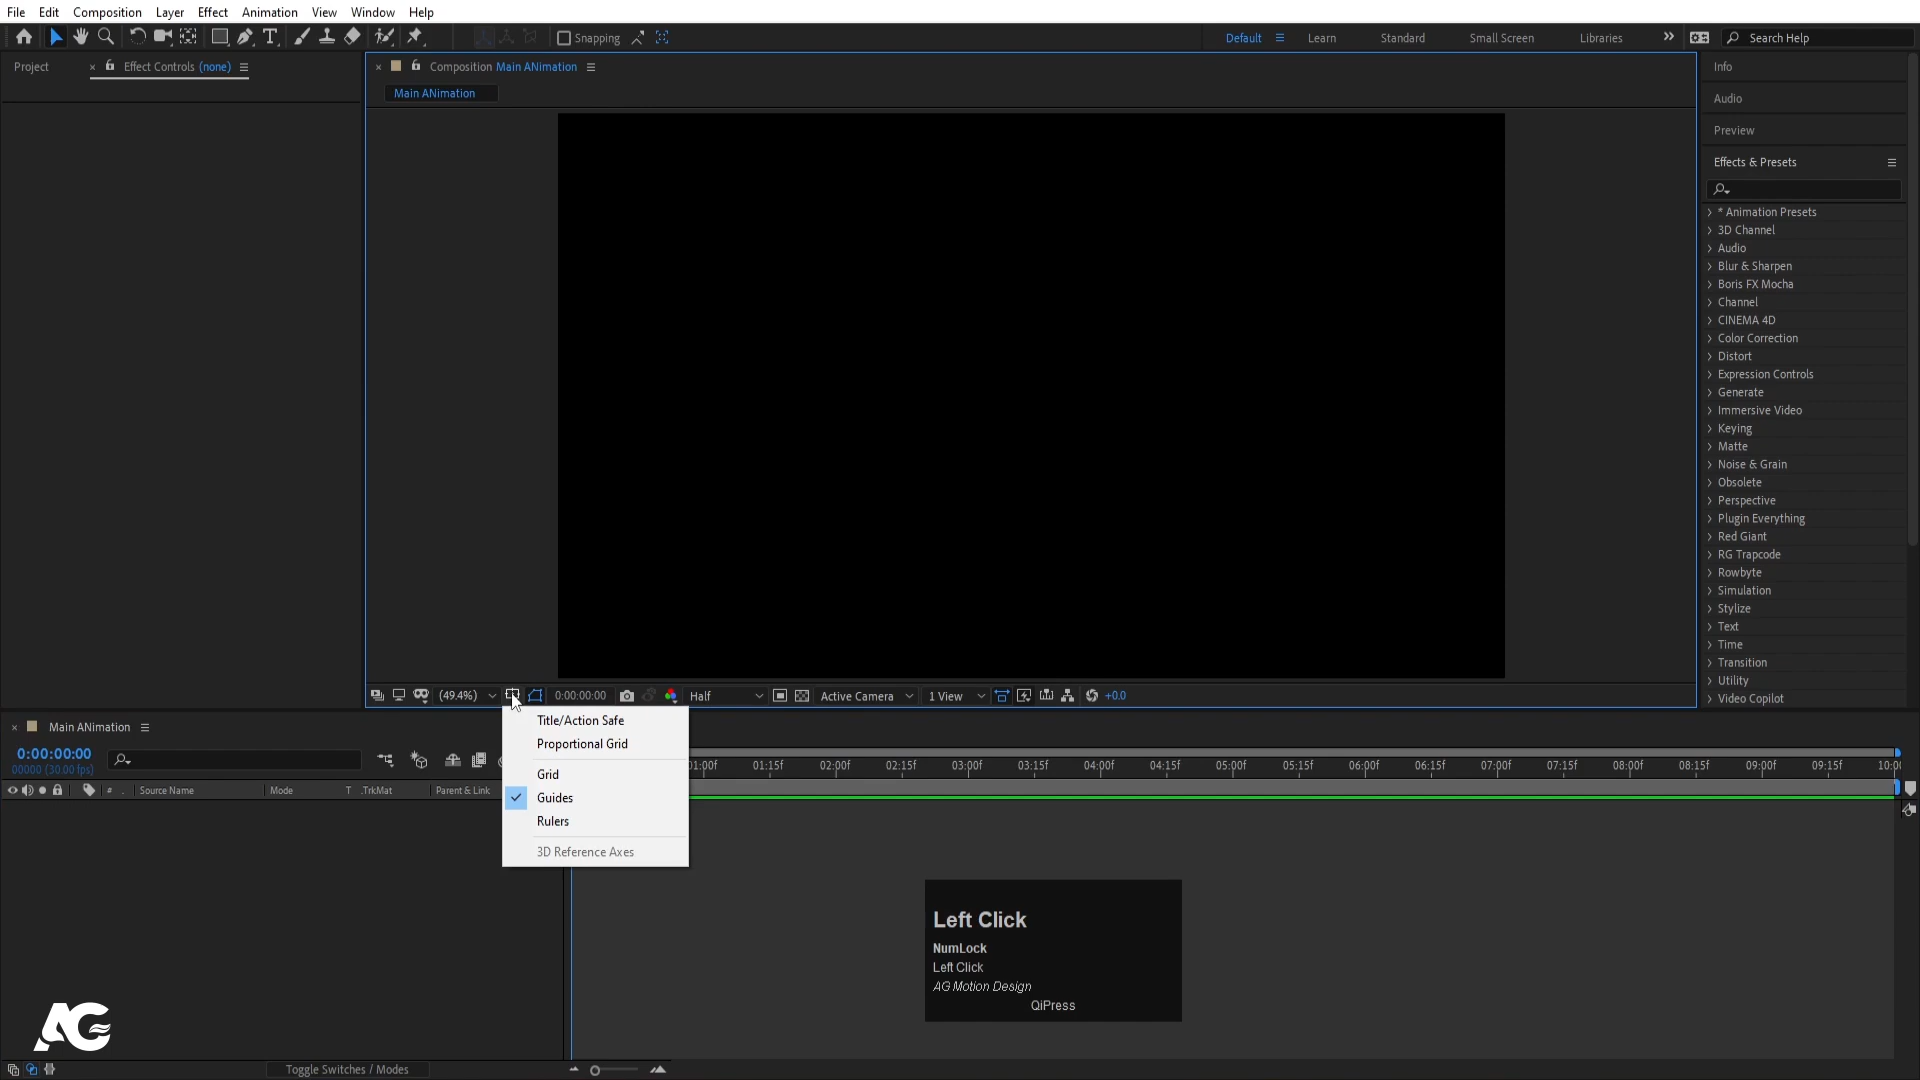 File Edit Composition Layer Effect Animation View Window Help
Snapping Default Learn Standard Small Screen Libraries Search Help
Project Effect Controls (none)
Composition Main ANimation
Main ANimation
Info
Audio
Preview
Effects & Presets
* Animation Presets
3D Channel
Audio
Blur & Sharpen
Boris FX Mocha
Channel
CINEMA 4D
Color Correction
Distort
Expression Controls
Generate
Immersive Video
Keying
Matte
Noise & Grain
Obsolete
Perspective
Plugin Everything
Red Giant
RG Trapcode
Rowbyte
Simulation
Stylize
Text
Time
Transition
Utility
Video Copilot
(49.4%) 0:00:00:00 Half Active Camera 1 View +0.0
Title/Action Safe
Proportional Grid
Grid
Guides
Rulers
3D Reference Axes
Main ANimation
0:00:00:00
00000 (30.00 fps)
01:00f 01:15f 02:00f 02:15f 03:00f 03:15f 04:00f 04:15f 05:00f 05:15f 06:00f 06:15f 07:00f 07:15f 08:00f 08:15f 09:00f 09:15f 10:00
# . Source Name Mode T .TrkMat Parent & Link
Left Click
NumLock
Left Click
AG Motion Design
QiPress
AG
Toggle Switches / Modes